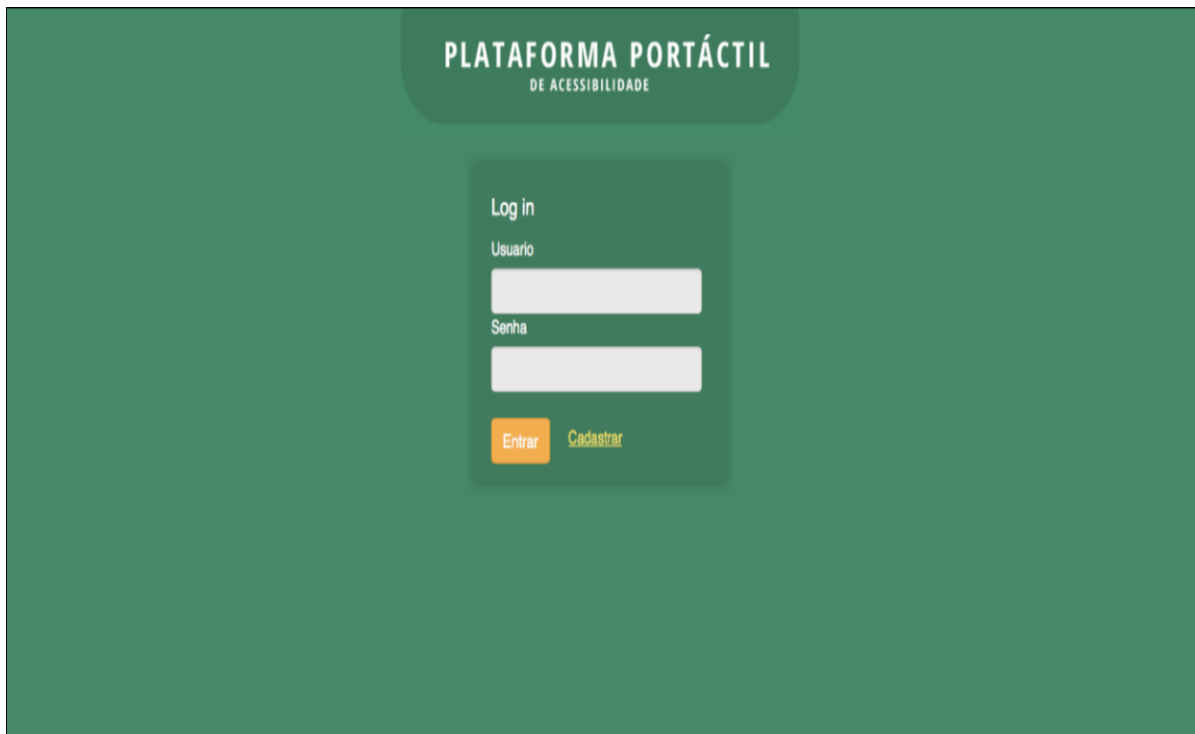 PLATAFORMA PORTÁCTIL
DE ACESSIBILIDADE
Log in
Usuario
Senha
Entrar Cadastrar